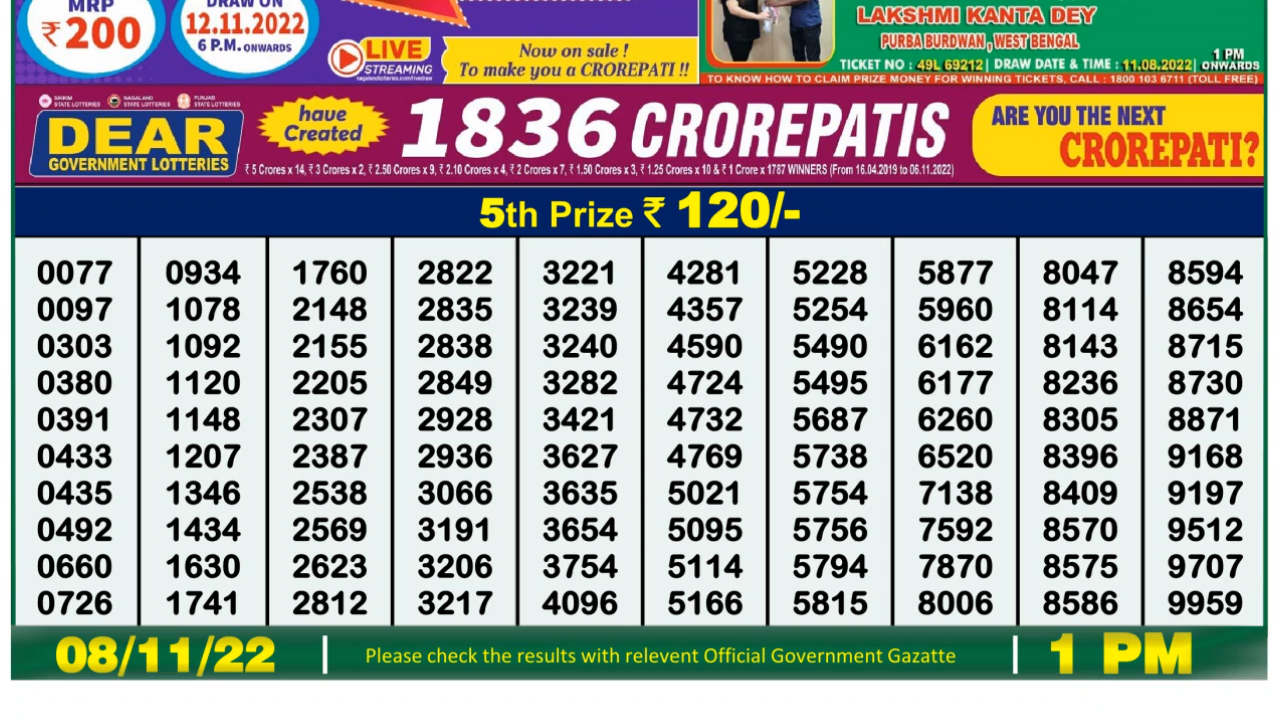 MRP
₹200
DRAW ON
12.11.2022
6 P.M. ONWARDS
LIVE
STREAMING
nagalandlotteries.com/livedraw
Now on sale !
To make you a CROREPATI !!
LAKSHMI KANTA DEY
PURBA BURDWAN , WEST BENGAL
TICKET NO : 49L 69212 | DRAW DATE & TIME : 11.08.2022 | 1 PM ONWARDS
TO KNOW HOW TO CLAIM PRIZE MONEY FOR WINNING TICKETS, CALL : 1800 103 6711 (TOLL FREE)
SIKKIM STATE LOTTERIES NAGALAND STATE LOTTERIES PUNJAB STATE LOTTERIES
DEAR
GOVERNMENT LOTTERIES
have
Created
1836 CROREPATIS
₹ 5 Crores x 14, ₹ 3 Crores x 2, ₹ 2.50 Crores x 9, ₹ 2.10 Crores x 4, ₹ 2 Crores x 7, ₹ 1.50 Crores x 3, ₹ 1.25 Crores x 10 & ₹ 1 Crore x 1787 WINNERS (From 16.04.2019 to 06.11.2022)
ARE YOU THE NEXT
CROREPATI?
5th Prize ₹ 120/-
0077 0934 1760 2822 3221 4281 5228 5877 8047 8594
0097 1078 2148 2835 3239 4357 5254 5960 8114 8654
0303 1092 2155 2838 3240 4590 5490 6162 8143 8715
0380 1120 2205 2849 3282 4724 5495 6177 8236 8730
0391 1148 2307 2928 3421 4732 5687 6260 8305 8871
0433 1207 2387 2936 3627 4769 5738 6520 8396 9168
0435 1346 2538 3066 3635 5021 5754 7138 8409 9197
0492 1434 2569 3191 3654 5095 5756 7592 8570 9512
0660 1630 2623 3206 3754 5114 5794 7870 8575 9707
0726 1741 2812 3217 4096 5166 5815 8006 8586 9959
08/11/22 | Please check the results with relevent Official Government Gazatte | 1 PM